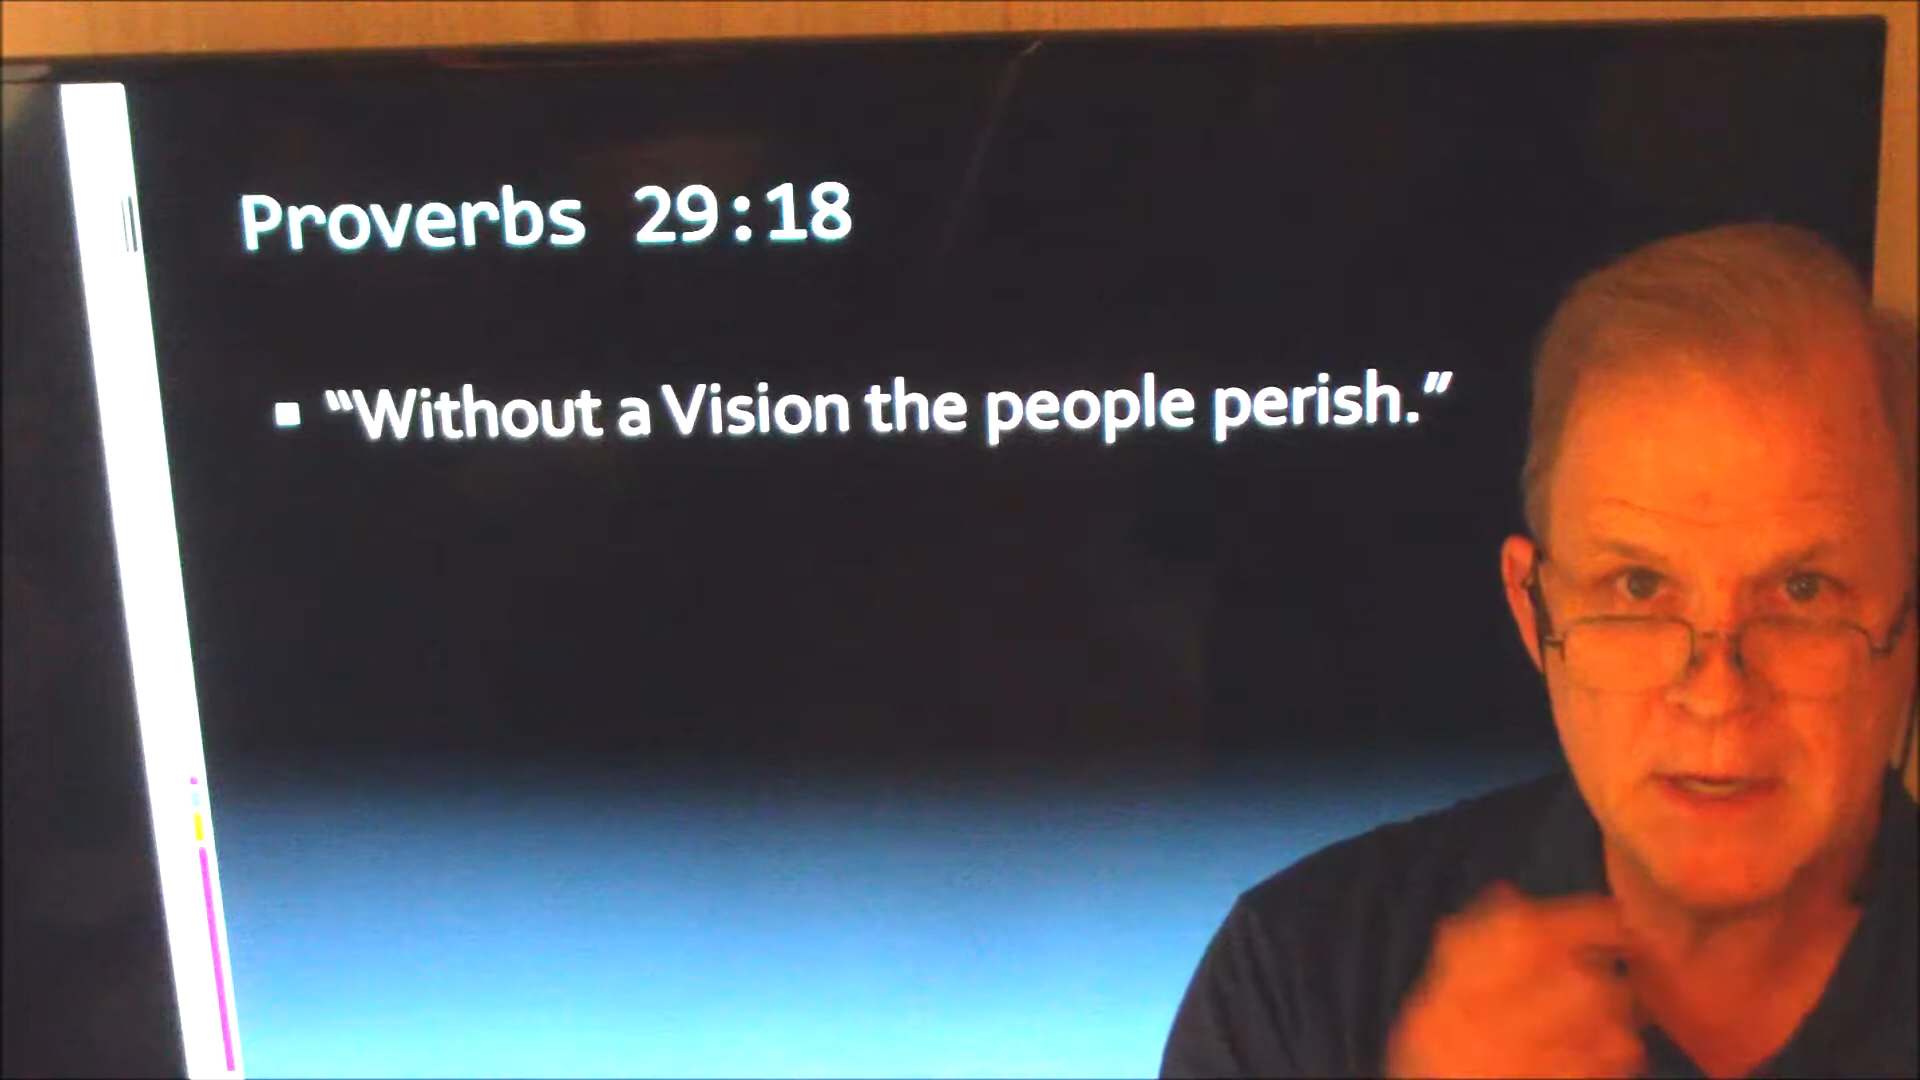 Proverbs 29:18
▪ “Without a Vision the people perish.”